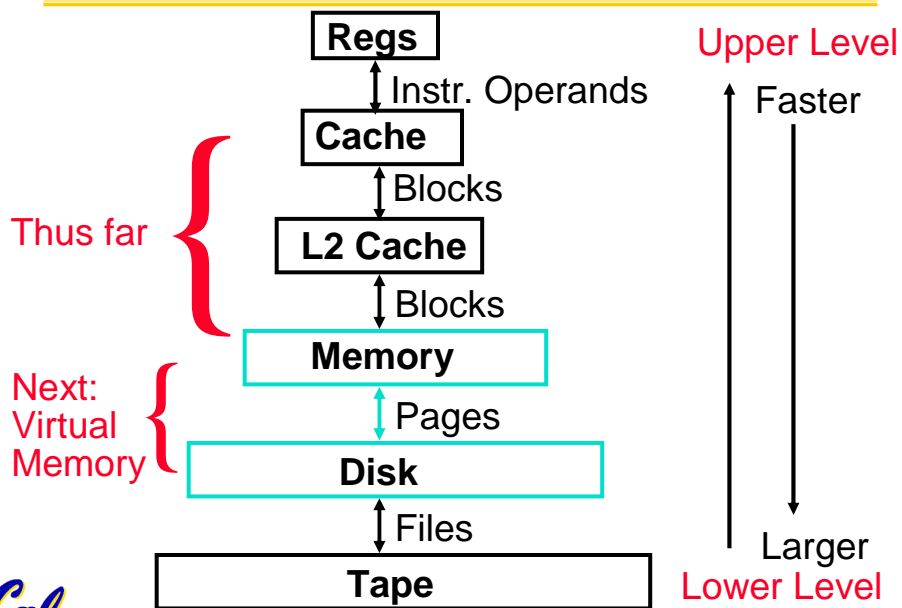 Regs
Upper Level
Instr. Operands
Faster
Cache
Blocks
Thus far
L2 Cache
Blocks
Memory
Next:
Virtual
Memory
Pages
Disk
Files
Larger
Tape
Lower Level
Cal